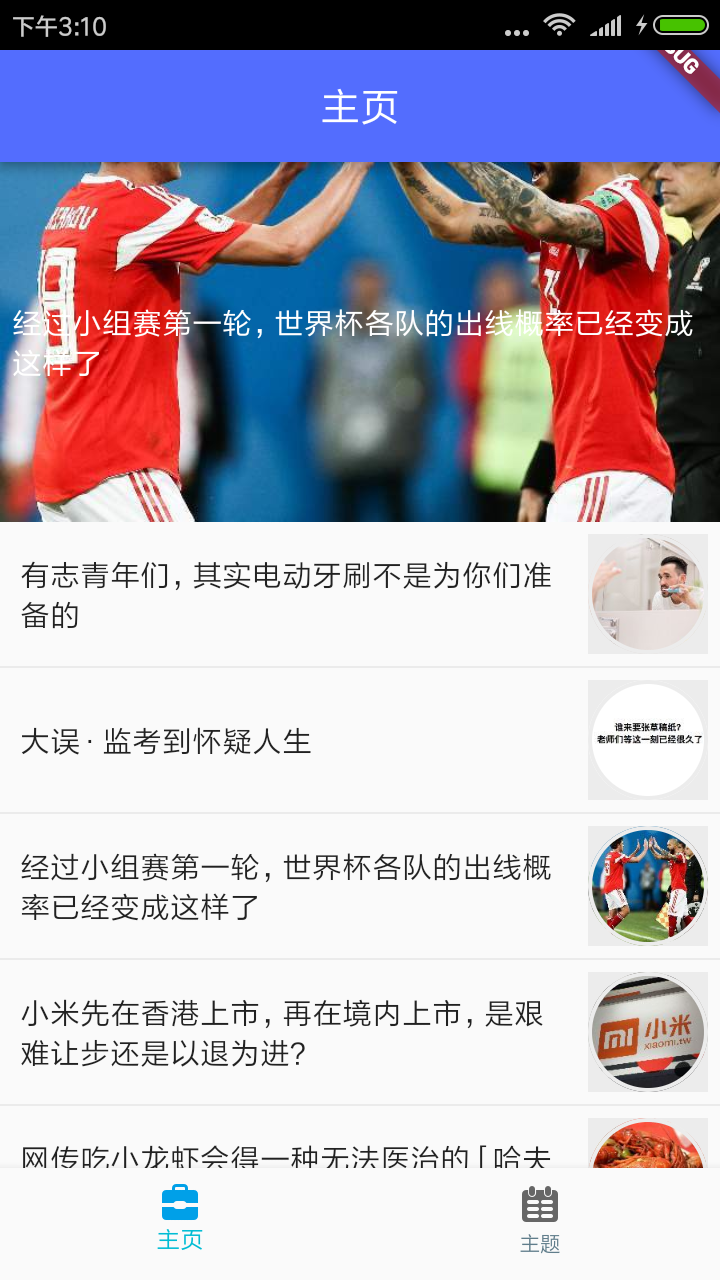 下午3:10
主页
经过小组赛第一轮，世界杯各队的出线概率已经变成
这样了
有志青年们，其实电动牙刷不是为你们准
备的
谁来要张草稿纸?
老师们等这一刻已经很久了
大误 · 监考到怀疑人生
经过小组赛第一轮，世界杯各队的出线概
率已经变成这样了
小米先在香港上市，再在境内上市，是艰
难让步还是以退为进?
小米
xiaomi.tw
网传吃小龙虾会得一种无法医治的「哈夫
主页
主题